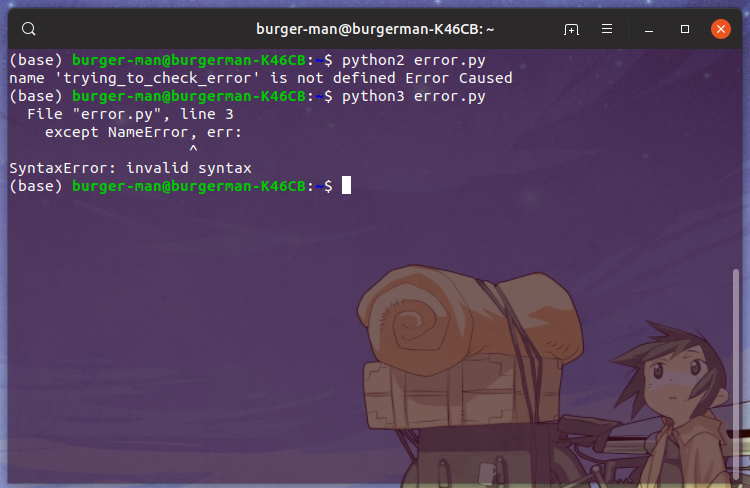 burger-man@burgerman-K46CB: ~
(base) burger-man@burgerman-K46CB:~$ python2 error.py
name 'trying_to_check_error' is not defined Error Caused
(base) burger-man@burgerman-K46CB:~$ python3 error.py
  File "error.py", line 3
    except NameError, err:
                    ^
SyntaxError: invalid syntax
(base) burger-man@burgerman-K46CB:~$